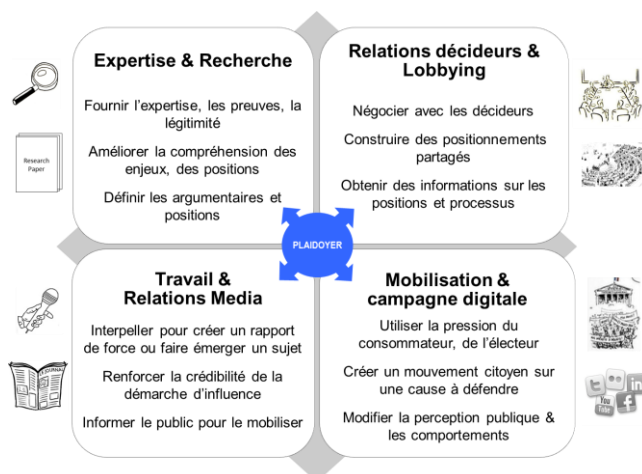 Expertise & Recherche
Fournir l'expertise, les preuves, la
légitimité
Améliorer la compréhension des
enjeux, des positions
Définir les argumentaires et
positions
Relations décideurs &
Lobbying
Négocier avec les décideurs
Construire des positionnements
partagés
Obtenir des informations sur les
positions et processus
Research
Paper
PLAIDOYER
Travail &
Relations Media
Interpeller pour créer un rapport
de force ou faire émerger un sujet
Renforcer la crédibilité de la
démarche d'influence
Informer le public pour le mobiliser
Mobilisation &
campagne digitale
Utiliser la pression du
consommateur, de l'électeur
Créer un mouvement citoyen sur
une cause à défendre
Modifier la perception publique &
les comportements
t
in
You
Tube
f